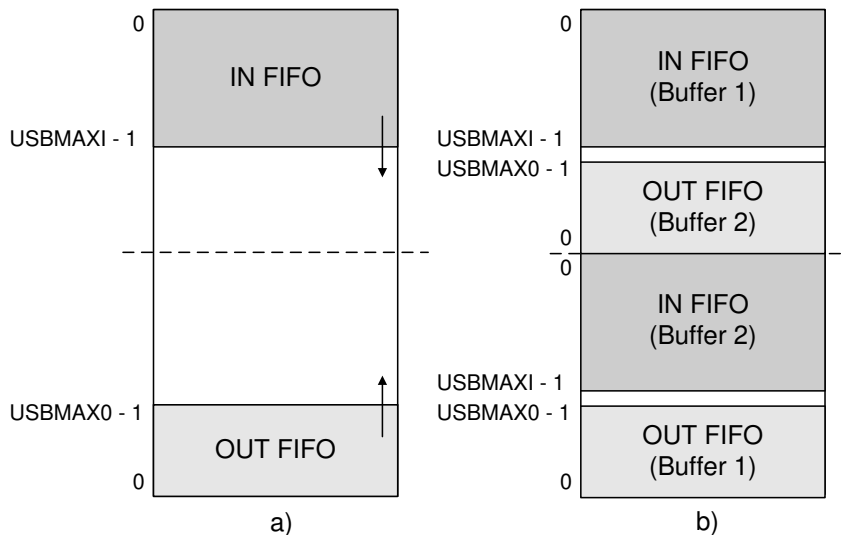 0
IN FIFO
USBMAXI - 1
USBMAX0 - 1
OUT FIFO
0
a)
0
IN FIFO
(Buffer 1)
USBMAXI - 1
USBMAX0 - 1
OUT FIFO
(Buffer 2)
0
0
IN FIFO
(Buffer 2)
USBMAXI - 1
USBMAX0 - 1
OUT FIFO
(Buffer 1)
0
b)